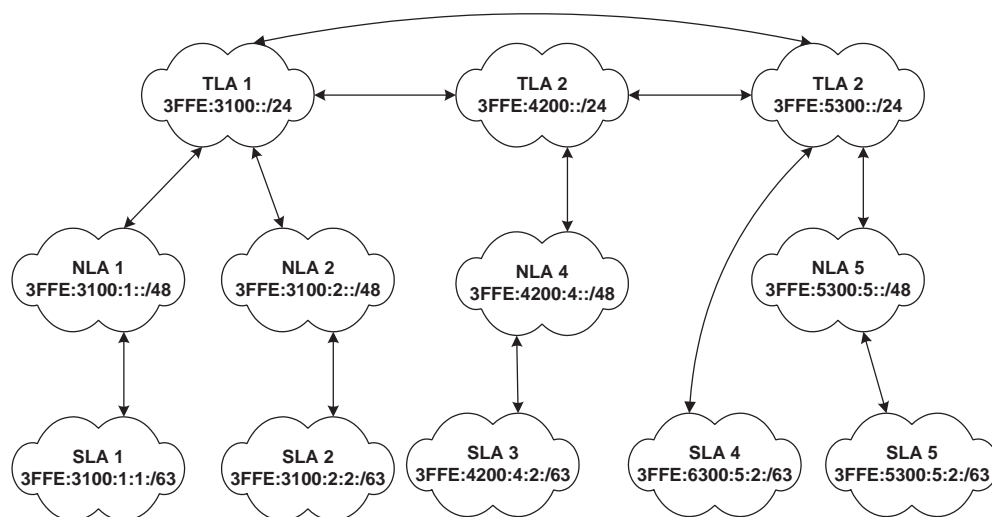 TLA 1
3FFE:3100::/24
TLA 2
3FFE:4200::/24
TLA 2
3FFE:5300::/24
NLA 1
3FFE:3100:1::/48
NLA 2
3FFE:3100:2::/48
NLA 4
3FFE:4200:4::/48
NLA 5
3FFE:5300:5::/48
SLA 1
3FFE:3100:1:1:/63
SLA 2
3FFE:3100:2:2:/63
SLA 3
3FFE:4200:4:2:/63
SLA 4
3FFE:6300:5:2:/63
SLA 5
3FFE:5300:5:2:/63